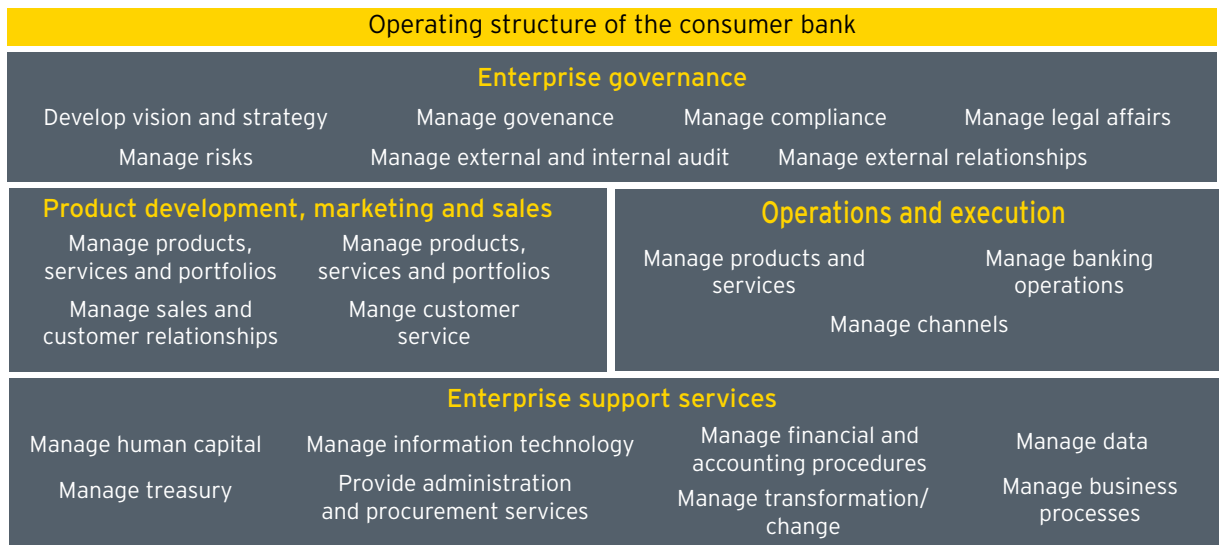 Operating structure of the consumer bank
Enterprise governance
Develop vision and strategy
Manage govenance
Manage compliance
Manage legal affairs
Manage risks
Manage external and internal audit
Manage external relationships
Product development, marketing and sales
Manage products,
services and portfolios
Manage products,
services and portfolios
Manage sales and
customer relationships
Mange customer
service
Operations and execution
Manage products and
services
Manage banking
operations
Manage channels
Enterprise support services
Manage human capital
Manage information technology
Manage financial and
accounting procedures
Manage data
Manage treasury
Provide administration
and procurement services
Manage transformation/
change
Manage business
processes